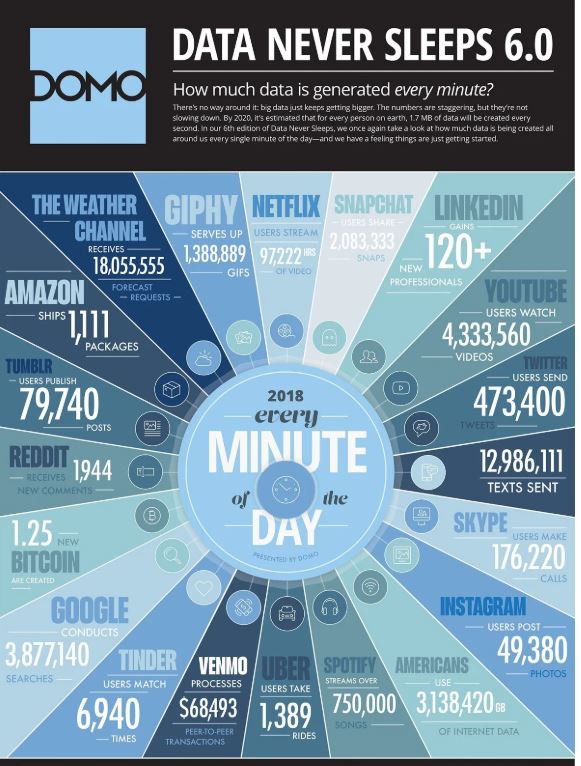 DOMO
DATA NEVER SLEEPS 6.0
How much data is generated every minute?
There's no way around it: big data just keeps getting bigger. The numbers are staggering, but they're not
slowing down. By 2020, it's estimated that for every person on earth, 1.7 MB of data will be created every
second. In our 6th edition of Data Never Sleeps, we once again take a look at how much data is being created all
around us every single minute of the day—and we have a feeling things are just getting started.
THE WEATHER
CHANNEL
RECEIVES
18,055,555
FORECAST
REQUESTS
GIPHY
SERVES UP
1,388,889
GIFS
NETFLIX
USERS STREAM
97,222 HRS
OF VIDEO
SNAPCHAT
USERS SHARE
2,083,333
SNAPS
LINKEDIN
GAINS
120+
NEW
PROFESSIONALS
YOUTUBE
USERS WATCH
4,333,560
VIDEOS
TWITTER
USERS SEND
473,400
TWEETS
12,986,111
TEXTS SENT
SKYPE
USERS MAKE
176,220
CALLS
INSTAGRAM
USERS POST
49,380
PHOTOS
AMERICANS
USE
3,138,420 GB
OF INTERNET DATA
SPOTIFY
STREAMS OVER
750,000
SONGS
UBER
USERS TAKE
1,389
RIDES
VENMO
PROCESSES
$68,493
PEER-TO-PEER
TRANSACTIONS
TINDER
USERS MATCH
6,940
TIMES
GOOGLE
CONDUCTS
3,877,140
SEARCHES
1.25 NEW
BITCOIN
ARE CREATED
REDDIT
RECEIVES 1,944
NEW COMMENTS
TUMBLR
USERS PUBLISH
79,740
POSTS
AMAZON
SHIPS 1,111
PACKAGES
2018
every
MINUTE
of the
DAY
PRESENTED BY DOMO